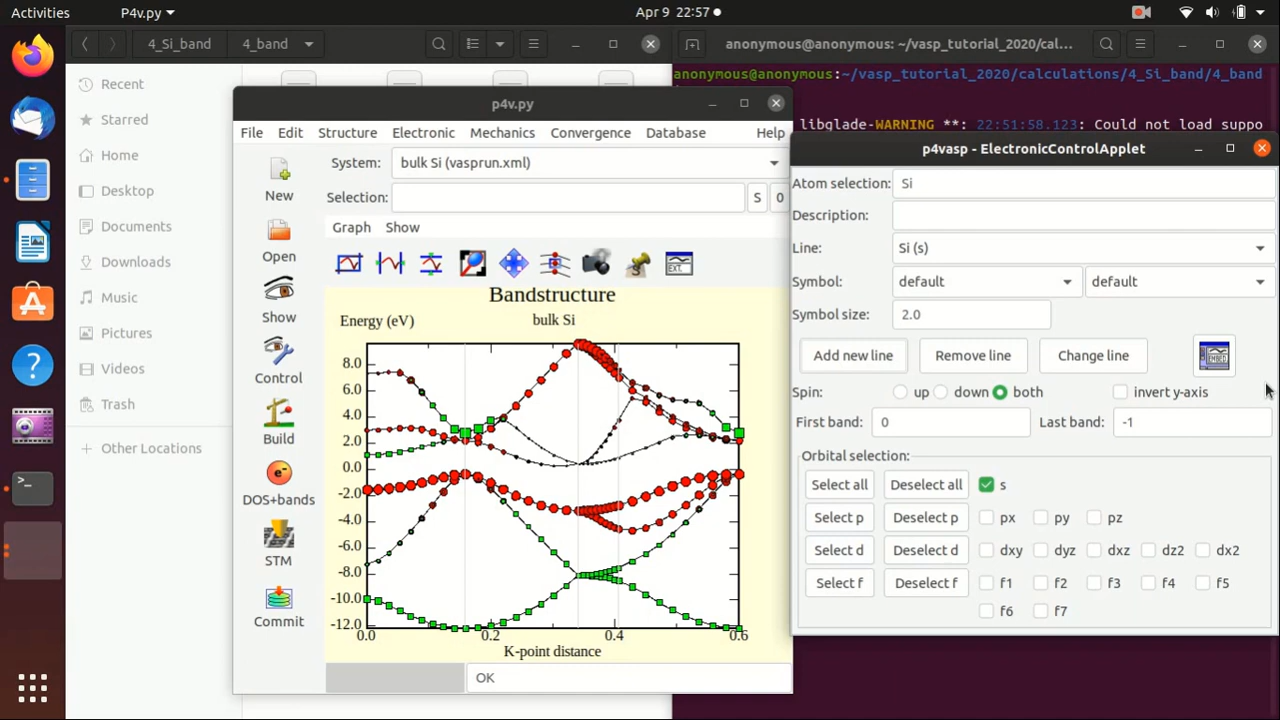 Activities
P4v.py
Apr 9 22:57
4_Si_band
4_band
Recent
Starred
Home
Desktop
Documents
Downloads
Music
Pictures
Videos
Trash
Other Locations
anonymous@anonymous: ~/vasp_tutorial_2020/cal...
anonymous@anonymous:~/vasp_tutorial_2020/calculations/4_Si_band/4_band
libglade-WARNING **: 22:51:58.123: Could not load suppo
p4v.py
File Edit Structure Electronic Mechanics Convergence Database Help
System: bulk Si (vasprun.xml)
Selection: S 0
Graph Show
EXT.
New
Open
Show
Control
Build
DOS+bands
STM
Commit
Bandstructure
Energy (eV)
bulk Si
8.0
6.0
4.0
2.0
0.0
-2.0
-4.0
-6.0
-8.0
-10.0
-12.0
0.0 0.2 0.4 0.6
K-point distance
OK
p4vasp - ElectronicControlApplet
Atom selection: Si
Description:
Line: Si (s)
Symbol: default default
Symbol size: 2.0
Add new line Remove line Change line
EMBED
Spin: up down both invert y-axis
First band: 0 Last band: -1
Orbital selection:
Select all Deselect all s
Select p Deselect p px py pz
Select d Deselect d dxy dyz dxz dz2 dx2
Select f Deselect f f1 f2 f3 f4 f5
f6 f7